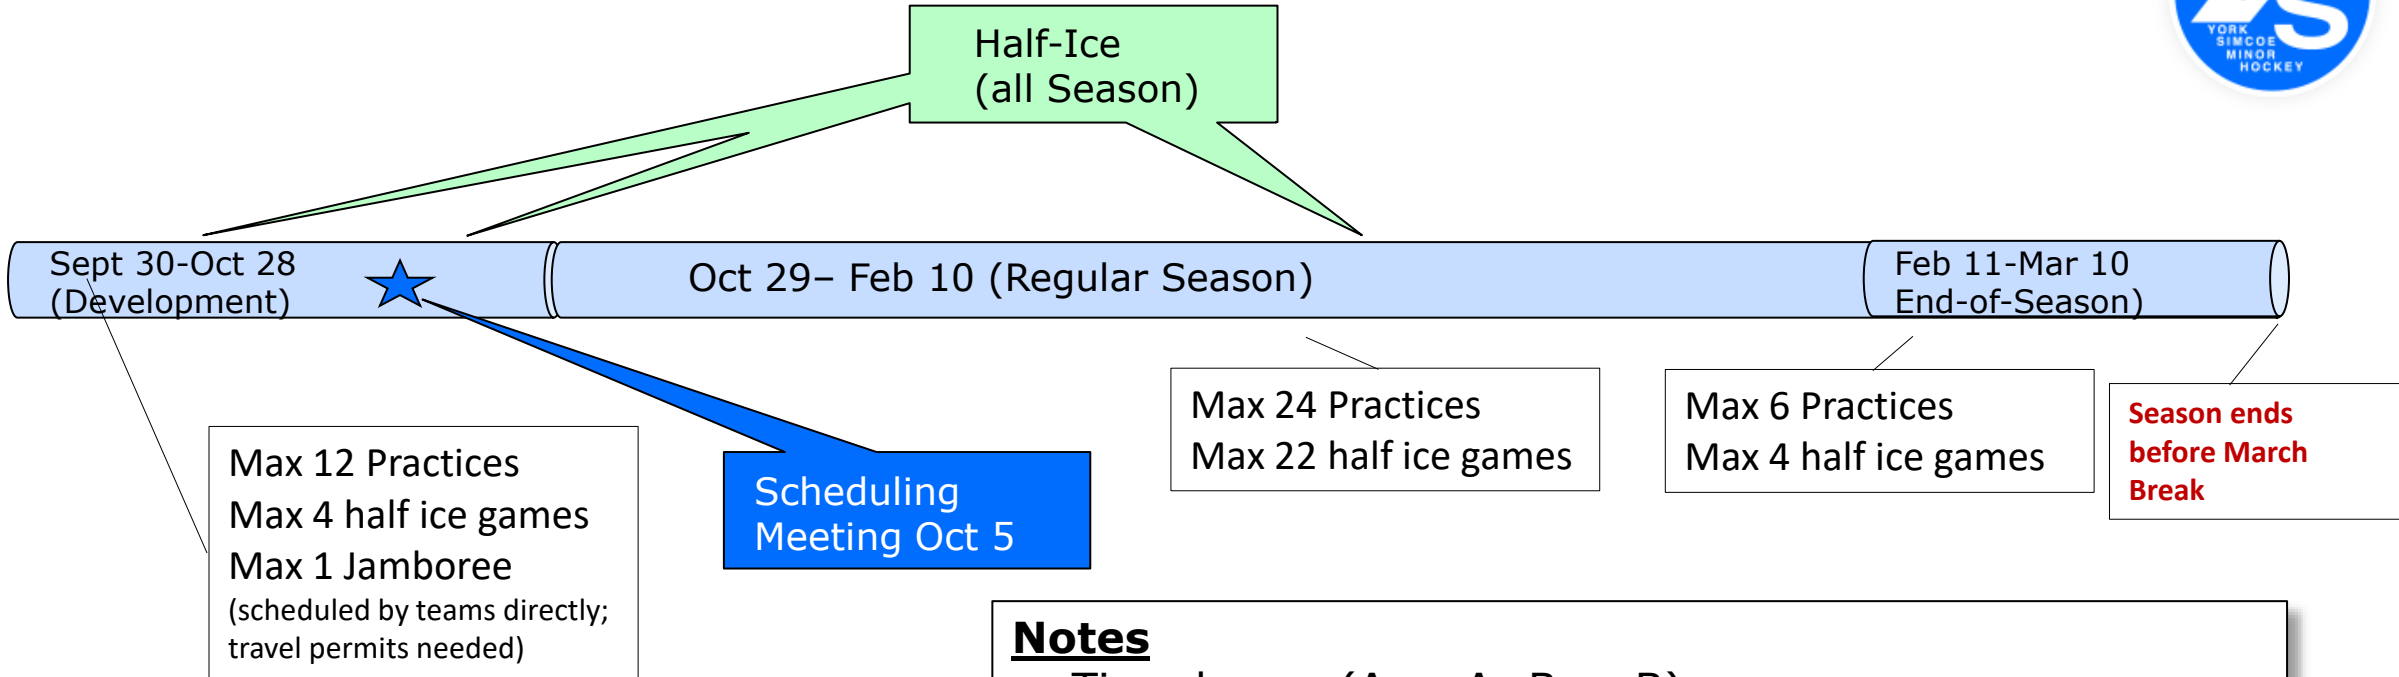 YORK
SIMCOE
MINOR
HOCKEY
Half-Ice
(all Season)
Sept 30-Oct 28
(Development)
Oct 29– Feb 10 (Regular Season)
Feb 11-Mar 10
End-of-Season)
Max 12 Practices
Max 4 half ice games
Max 1 Jamboree
(scheduled by teams directly;
travel permits needed)
Scheduling
Meeting Oct 5
Max 24 Practices
Max 22 half ice games
Max 6 Practices
Max 4 half ice games
Season ends
before March
Break
Notes